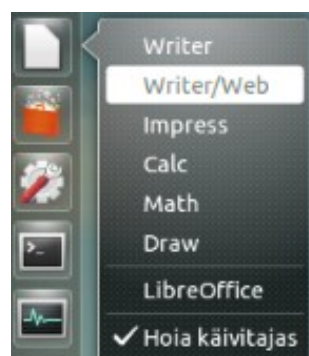 Writer
Writer/Web
Impress
Calc
Math
Draw
LibreOffice
Hoia käivitajas